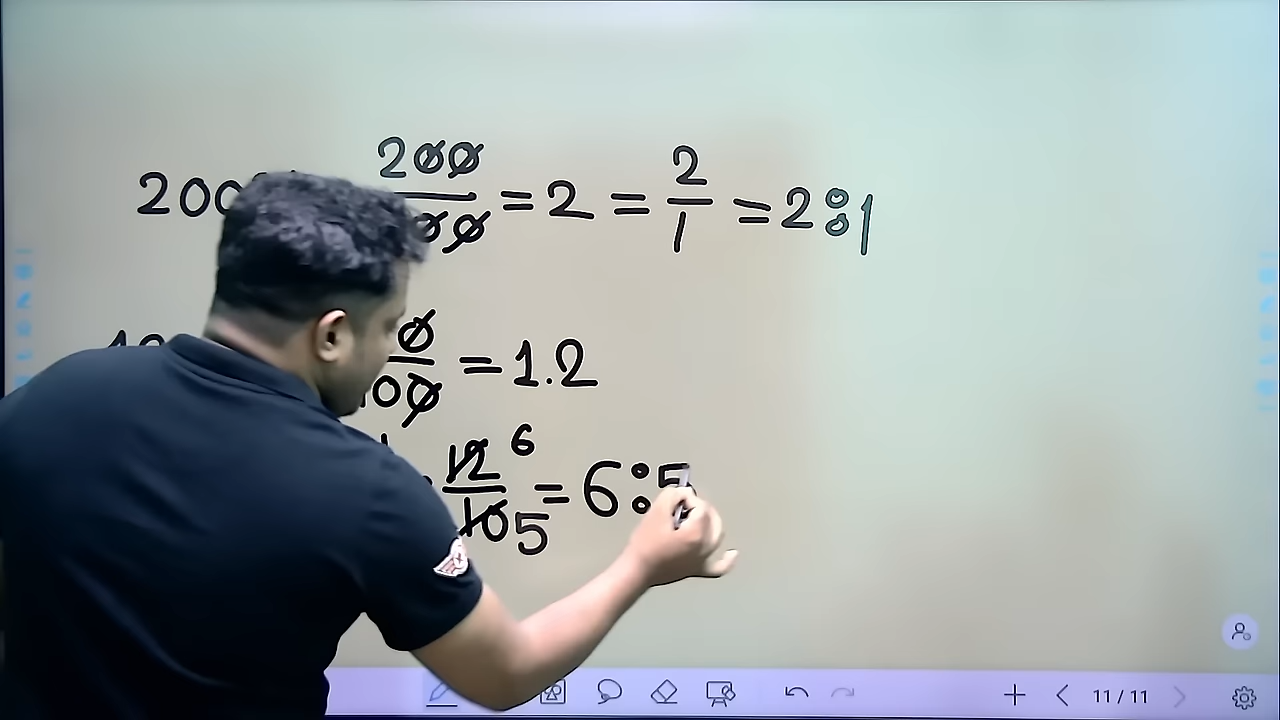 200 200/00 = 2 = 2/1 = 2:1
0/00 = 1.2
12/10 6/5 = 6:5
11/11